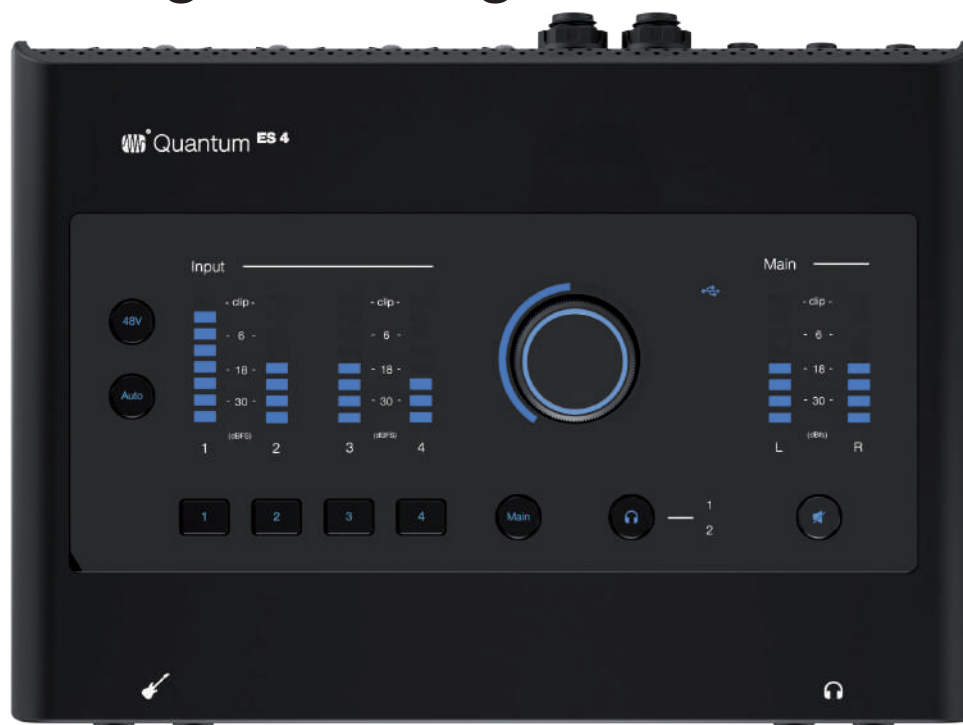 Quantum ES 4
Input
Main
48V
Auto
- clip -
- 6 -
- 18 -
- 30 -
(dBFS)
1
2
- clip -
- 6 -
- 18 -
- 30 -
(dBFS)
3
4
- clip -
- 6 -
- 18 -
- 30 -
(dBfs)
L
R
1
2
3
4
Main
1
2